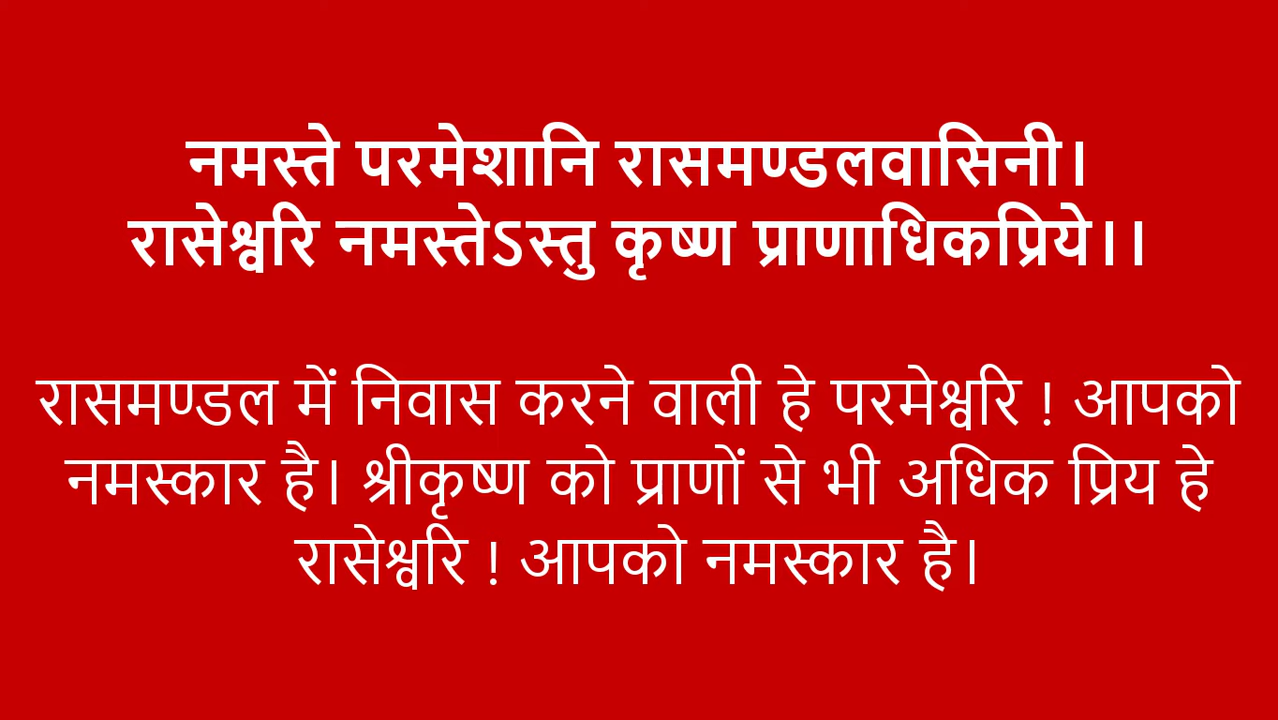 नमस्ते परमेशानि रासमण्डलवासिनी।
रासेश्वरि नमस्तेऽस्तु कृष्ण प्राणाधिकप्रिये।।
रासमण्डल में निवास करने वाली हे परमेश्वरि ! आपको
नमस्कार है। श्रीकृष्ण को प्राणों से भी अधिक प्रिय हे
रासेश्वरि ! आपको नमस्कार है।